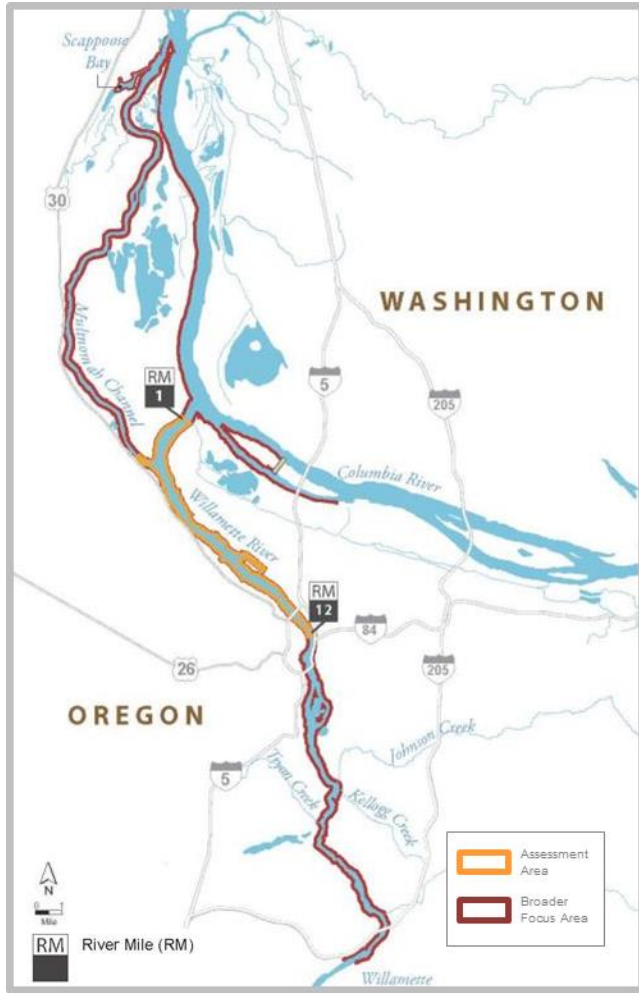 Scappoose
Bay
30
WASHINGTON
Multnomah Channel
RM
1
5
205
Columbia River
Willamette River
RM
12
84
26
205
OREGON
Johnson Creek
5
Tryon Creek
Kellogg Creek
Assessment
Area
Broader
Focus Area
N
0 1
Mile
RM
River Mile (RM)
Willamette